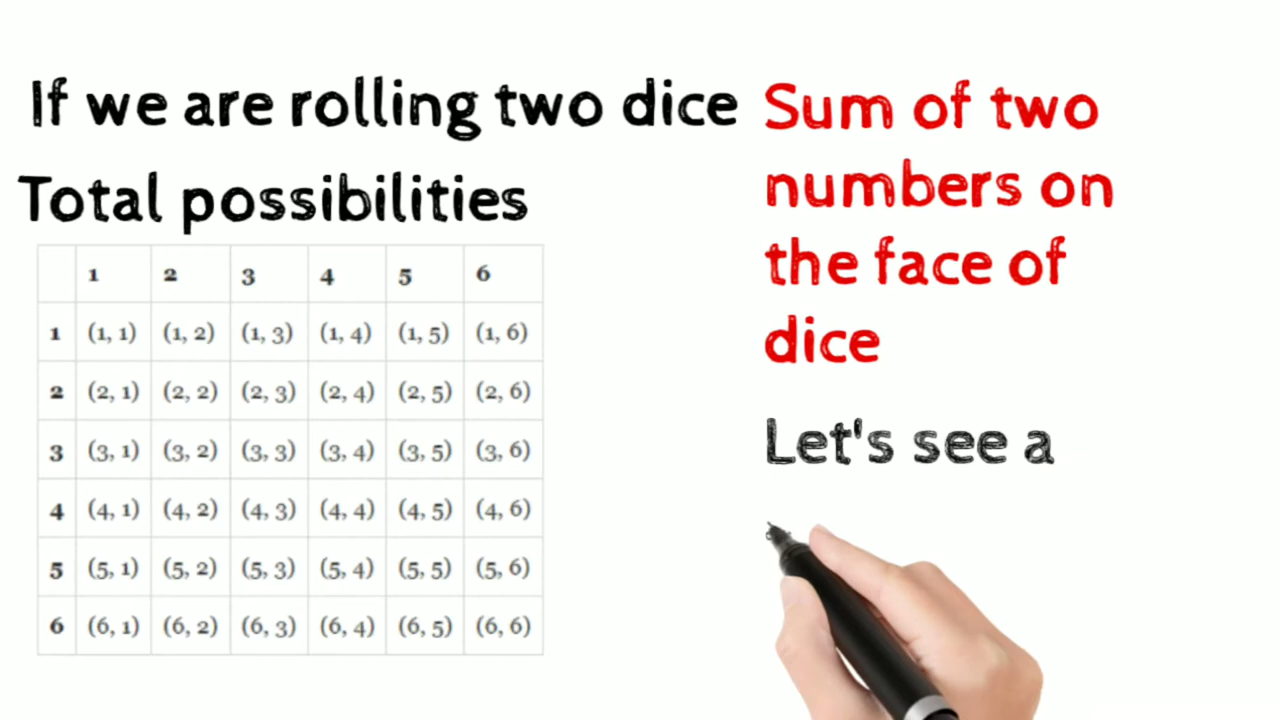 If we are rolling two dice
Total possibilities
1 2 3 4 5 6
1 (1, 1) (1, 2) (1, 3) (1, 4) (1, 5) (1, 6)
2 (2, 1) (2, 2) (2, 3) (2, 4) (2, 5) (2, 6)
3 (3, 1) (3, 2) (3, 3) (3, 4) (3, 5) (3, 6)
4 (4, 1) (4, 2) (4, 3) (4, 4) (4, 5) (4, 6)
5 (5, 1) (5, 2) (5, 3) (5, 4) (5, 5) (5, 6)
6 (6, 1) (6, 2) (6, 3) (6, 4) (6, 5) (6, 6)
Sum of two
numbers on
the face of
dice
Let's see a